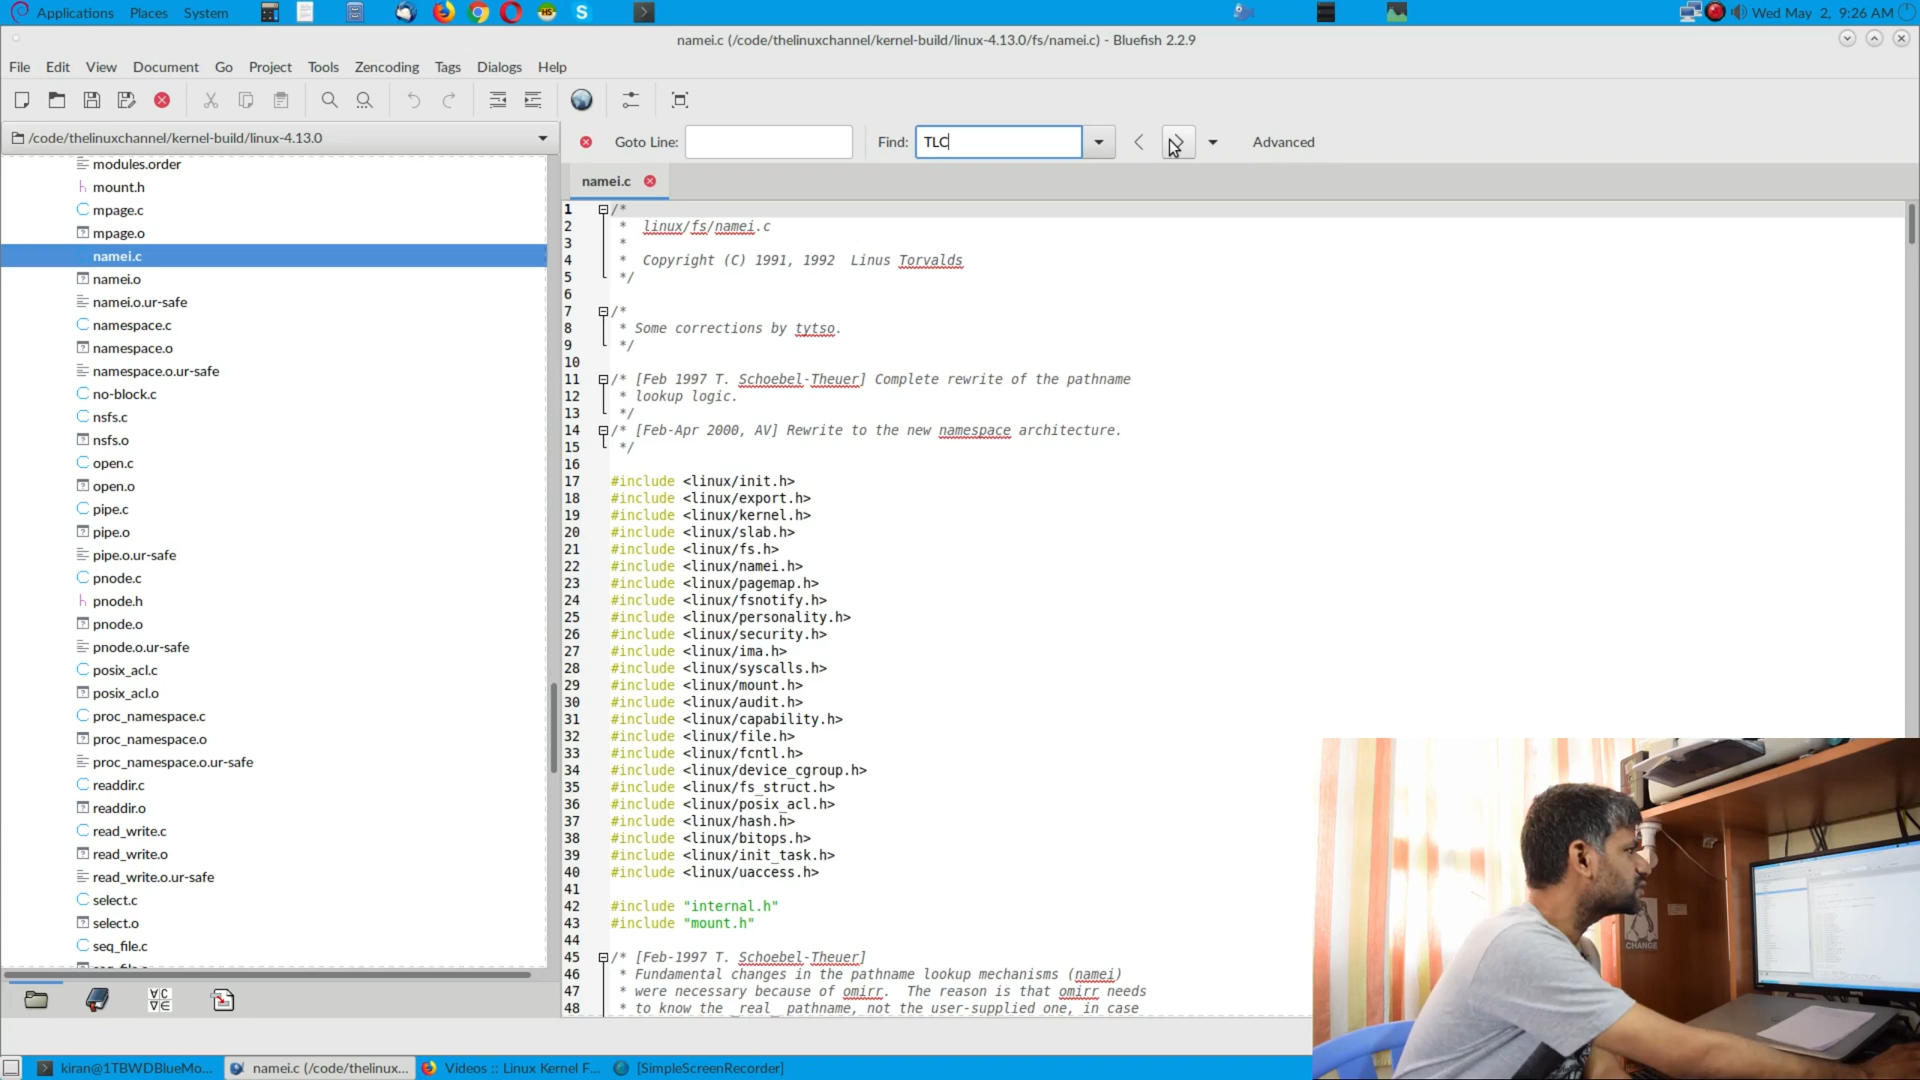 Applications Places System
Wed May 2, 9:26 AM
namei.c (/code/thelinuxchannel/kernel-build/linux-4.13.0/fs/namei.c) - Bluefish 2.2.9
File Edit View Document Go Project Tools Zencoding Tags Dialogs Help
/code/thelinuxchannel/kernel-build/linux-4.13.0
Goto Line: Find: TLC Advanced
modules.order
mount.h
mpage.c
mpage.o
namei.c
namei.o
namei.o.ur-safe
namespace.c
namespace.o
namespace.o.ur-safe
no-block.c
nsfs.c
nsfs.o
open.c
open.o
pipe.c
pipe.o
pipe.o.ur-safe
pnode.c
pnode.h
pnode.o
pnode.o.ur-safe
posix_acl.c
posix_acl.o
proc_namespace.c
proc_namespace.o
proc_namespace.o.ur-safe
readdir.c
readdir.o
read_write.c
read_write.o
read_write.o.ur-safe
select.c
select.o
seq_file.c
namei.c
1 /*
2 * linux/fs/namei.c
3 *
4 * Copyright (C) 1991, 1992 Linus Torvalds
5 */
6
7 /*
8 * Some corrections by tytso.
9 */
10
11 /* [Feb 1997 T. Schoebel-Theuer] Complete rewrite of the pathname
12 * lookup logic.
13 */
14 /* [Feb-Apr 2000, AV] Rewrite to the new namespace architecture.
15 */
16
17 #include <linux/init.h>
18 #include <linux/export.h>
19 #include <linux/kernel.h>
20 #include <linux/slab.h>
21 #include <linux/fs.h>
22 #include <linux/namei.h>
23 #include <linux/pagemap.h>
24 #include <linux/fsnotify.h>
25 #include <linux/personality.h>
26 #include <linux/security.h>
27 #include <linux/ima.h>
28 #include <linux/syscalls.h>
29 #include <linux/mount.h>
30 #include <linux/audit.h>
31 #include <linux/capability.h>
32 #include <linux/file.h>
33 #include <linux/fcntl.h>
34 #include <linux/device_cgroup.h>
35 #include <linux/fs_struct.h>
36 #include <linux/posix_acl.h>
37 #include <linux/hash.h>
38 #include <linux/bitops.h>
39 #include <linux/init_task.h>
40 #include <linux/uaccess.h>
41
42 #include "internal.h"
43 #include "mount.h"
44
45 /* [Feb-1997 T. Schoebel-Theuer]
46 * Fundamental changes in the pathname lookup mechanisms (namei)
47 * were necessary because of omirr. The reason is that omirr needs
48 * to know the _real_ pathname, not the user-supplied one, in case
CHANGE
kiran@1TBWDBlueMo... namei.c (/code/thelinux... Videos :: Linux Kernel F... [SimpleScreenRecorder]